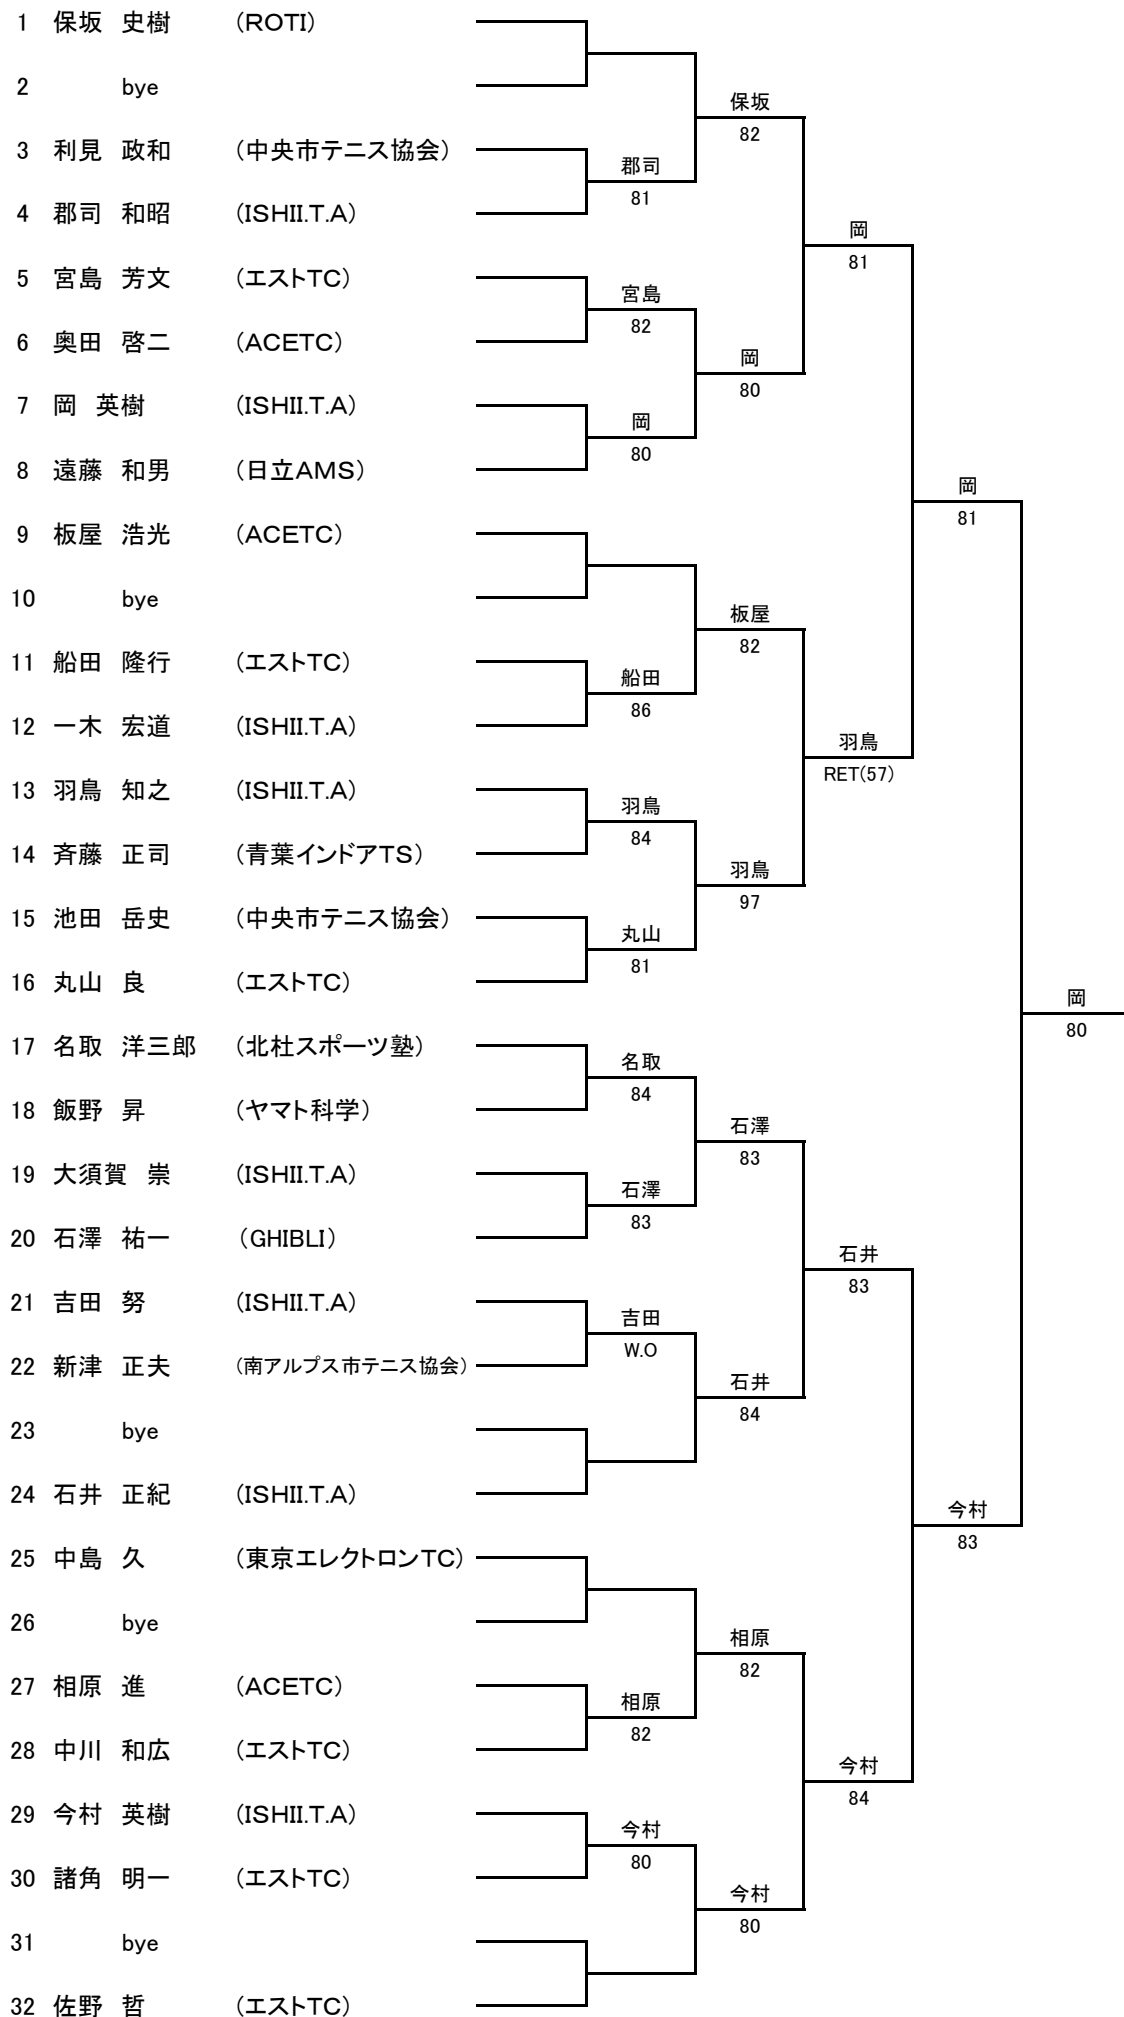 1 保坂 史樹 (ROTI)
2 bye
保坂
82
3 利見 政和 (中央市テニス協会)
郡司
81
4 郡司 和昭 (ISHII.T.A)
岡
81
5 宮島 芳文 (エストTC)
宮島
82
6 奥田 啓二 (ACETC)
岡
80
7 岡 英樹 (ISHII.T.A)
岡
80
8 遠藤 和男 (日立AMS)
岡
81
9 板屋 浩光 (ACETC)
10 bye
板屋
82
11 船田 隆行 (エストTC)
船田
86
12 一木 宏道 (ISHII.T.A)
羽鳥
RET(57)
13 羽鳥 知之 (ISHII.T.A)
羽鳥
84
14 斉藤 正司 (青葉インドアTS)
羽鳥
97
15 池田 岳史 (中央市テニス協会)
丸山
81
16 丸山 良 (エストTC)
岡
80
17 名取 洋三郎 (北杜スポーツ塾)
名取
84
18 飯野 昇 (ヤマト科学)
石澤
83
19 大須賀 崇 (ISHII.T.A)
石澤
83
20 石澤 祐一 (GHIBLI)
石井
83
21 吉田 努 (ISHII.T.A)
吉田
W.O
22 新津 正夫 (南アルプス市テニス協会)
石井
84
23 bye
24 石井 正紀 (ISHII.T.A)
今村
83
25 中島 久 (東京エレクトロンTC)
26 bye
相原
82
27 相原 進 (ACETC)
相原
82
28 中川 和広 (エストTC)
今村
84
29 今村 英樹 (ISHII.T.A)
今村
80
30 諸角 明一 (エストTC)
今村
80
31 bye
32 佐野 哲 (エストTC)